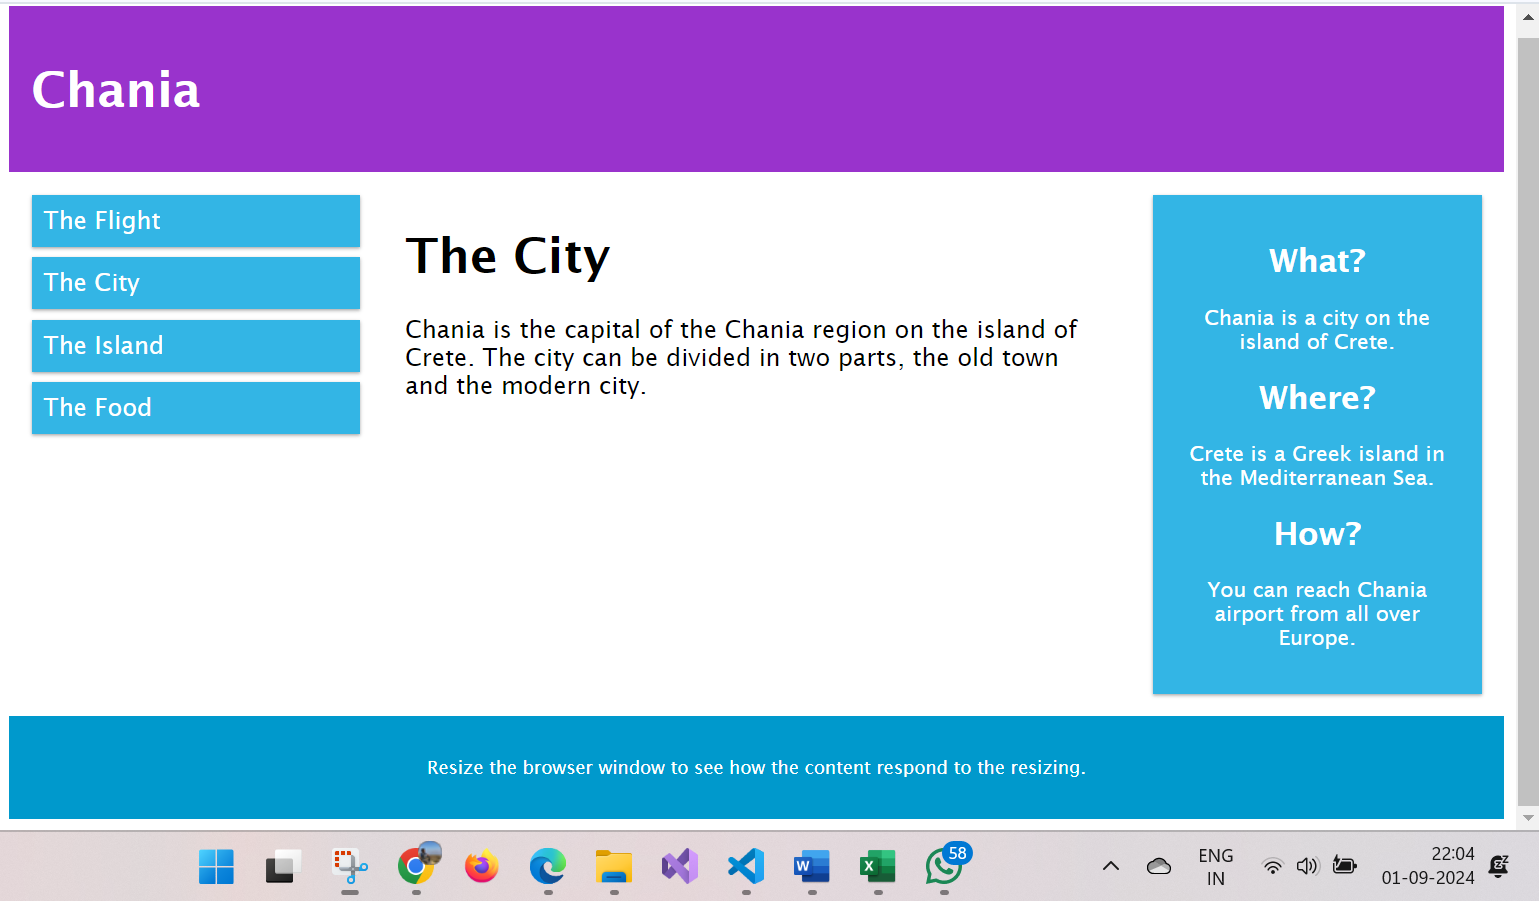 Chania
The Flight
The City
The Island
The Food
The City
Chania is the capital of the Chania region on the island of
Crete. The city can be divided in two parts, the old town
and the modern city.
What?
Chania is a city on the
island of Crete.
Where?
Crete is a Greek island in
the Mediterranean Sea.
How?
You can reach Chania
airport from all over
Europe.
Resize the browser window to see how the content respond to the resizing.
W
X
58
ENG
IN
22:04
01-09-2024